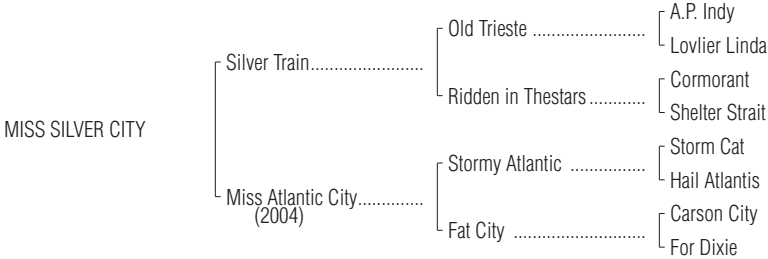 A.P. Indy
Old Trieste .......................
Lovlier Linda
Silver Train.......................
Cormorant
Ridden in Thestars............
Shelter Strait
MISS SILVER CITY
Storm Cat
Stormy Atlantic ...............
Hail Atlantis
Miss Atlantic City.............
(2004)
Carson City
Fat City ..........................
For Dixie